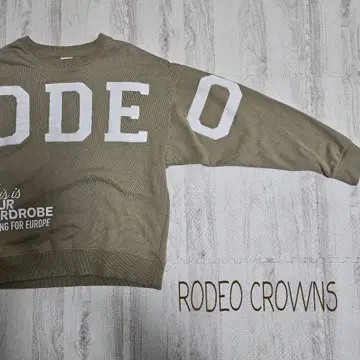 ODE O
is is
UR
RDROBE
NG FOR EUROPE
RODEO CROWNS